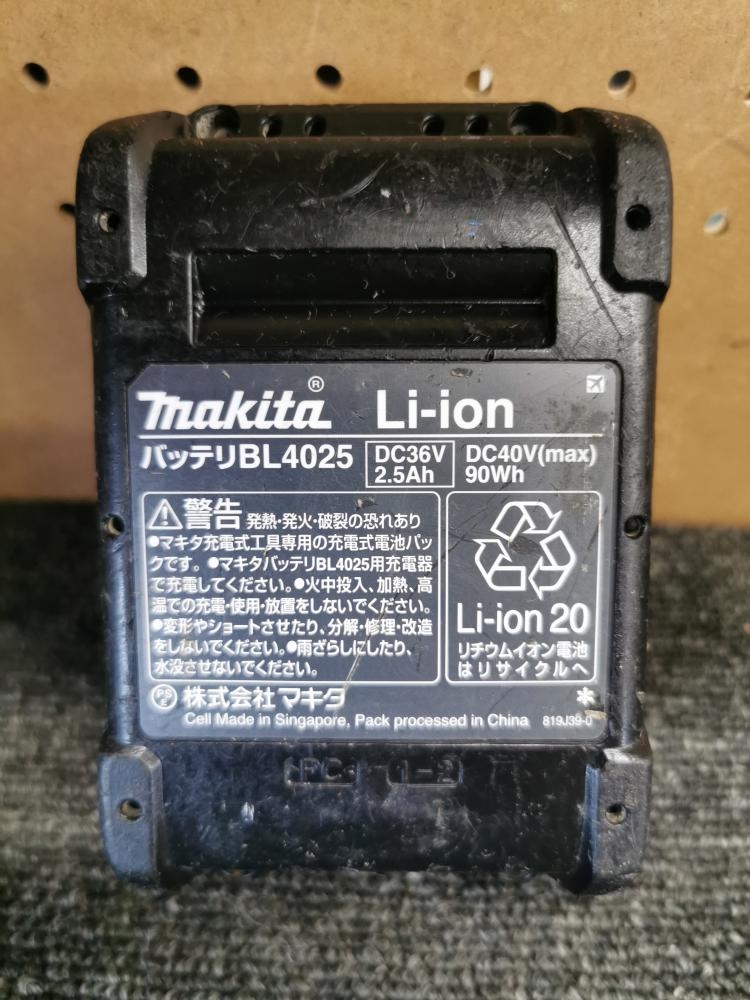 makita® Li-ion
バッテリBL4025 DC36V 2.5Ah DC40V(max) 90Wh
⚠警告 発熱・発火・破裂の恐れあり
●マキタ充電式工具専用の充電式電池パッ
クです。●マキタバッテリBL4025用充電器
で充電してください。●火中投入、加熱、高
温での充電・使用・放置をしないでください。
●変形やショートさせたり、分解・修理・改造
をしないでください。●雨ざらしにしたり、
水没させないでください。
Li-ion 20
リチウムイオン電池
はリサイクルへ
PSE 株式会社マキタ *
Cell Made in Singapore, Pack processed in China 819J39-0